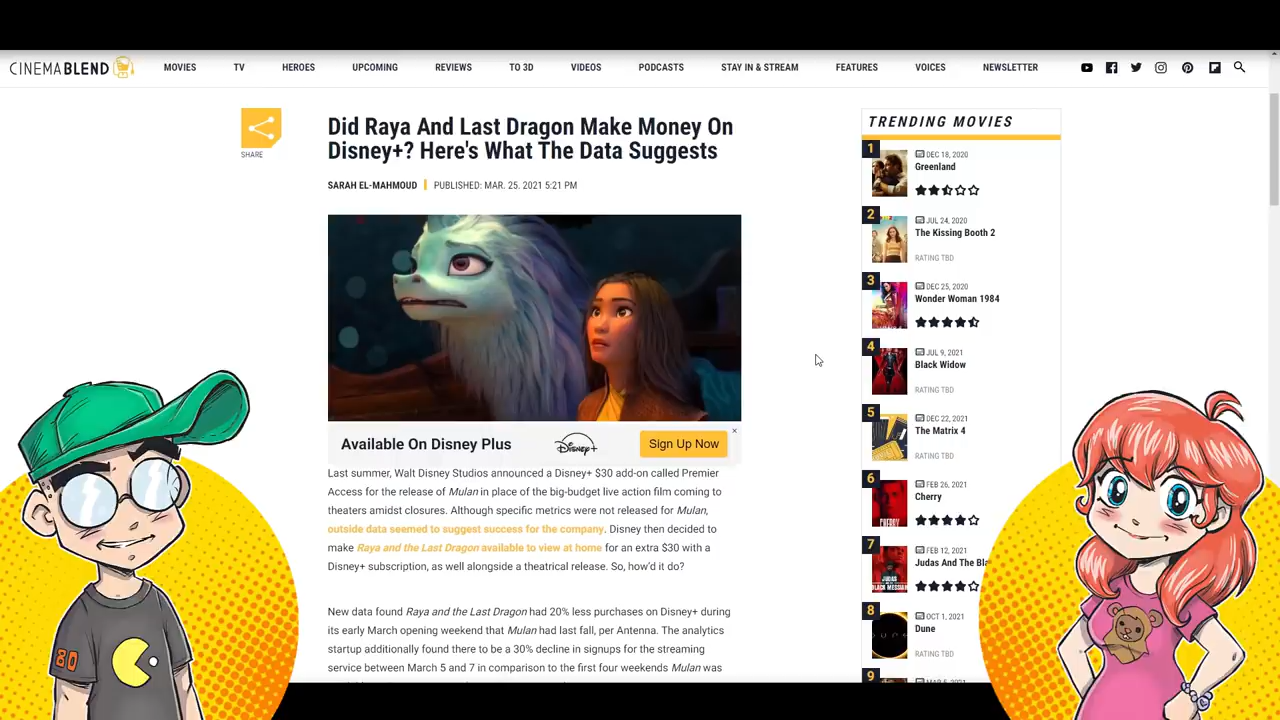 CINEMABLEND
MOVIES
TV
HEROES
UPCOMING
REVIEWS
TO 3D
VIDEOS
PODCASTS
STAY IN & STREAM
FEATURES
VOICES
NEWSLETTER
SHARE
Did Raya And Last Dragon Make Money On
Disney+? Here's What The Data Suggests
SARAH EL-MAHMOUD
PUBLISHED: MAR. 25. 2021 5:21 PM
Available On Disney Plus
Disney+
Sign Up Now
Last summer, Walt Disney Studios announced a Disney+ $30 add-on called Premier
Access for the release of Mulan in place of the big-budget live action film coming to
theaters amidst closures. Although specific metrics were not released for Mulan,
outside data seemed to suggest success for the company. Disney then decided to
make Raya and the Last Dragon available to view at home for an extra $30 with a
Disney+ subscription, as well alongside a theatrical release. So, how'd it do?
New data found Raya and the Last Dragon had 20% less purchases on Disney+ during
its early March opening weekend that Mulan had last fall, per Antenna. The analytics
startup additionally found there to be a 30% decline in signups for the streaming
service between March 5 and 7 in comparison to the first four weekends Mulan was
TRENDING MOVIES
1
DEC 18, 2020
Greenland
2
JUL 24, 2020
The Kissing Booth 2
RATING TBD
3
DEC 25, 2020
Wonder Woman 1984
4
JUL 9, 2021
Black Widow
RATING TBD
5
DEC 22, 2021
The Matrix 4
RATING TBD
6
FEB 26, 2021
Cherry
7
FEB 12, 2021
Judas And The Bla
8
OCT 1, 2021
Dune
RATING TBD
9
80